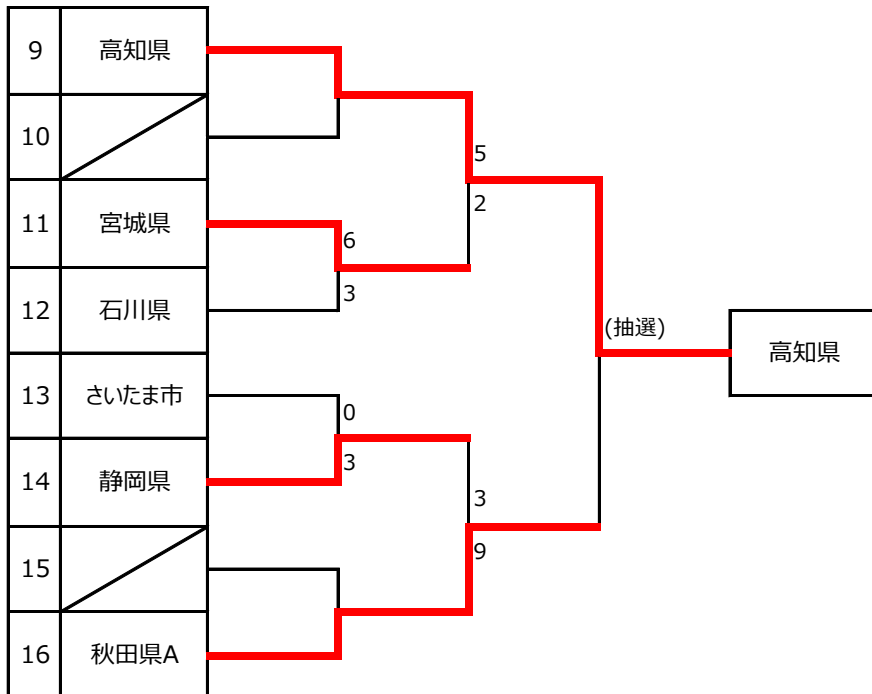 9 高知県
10
11 宮城県
12 石川県
13 さいたま市
14 静岡県
15
16 秋田県A
6
3
0
3
5
2
3
9
(抽選)
高知県